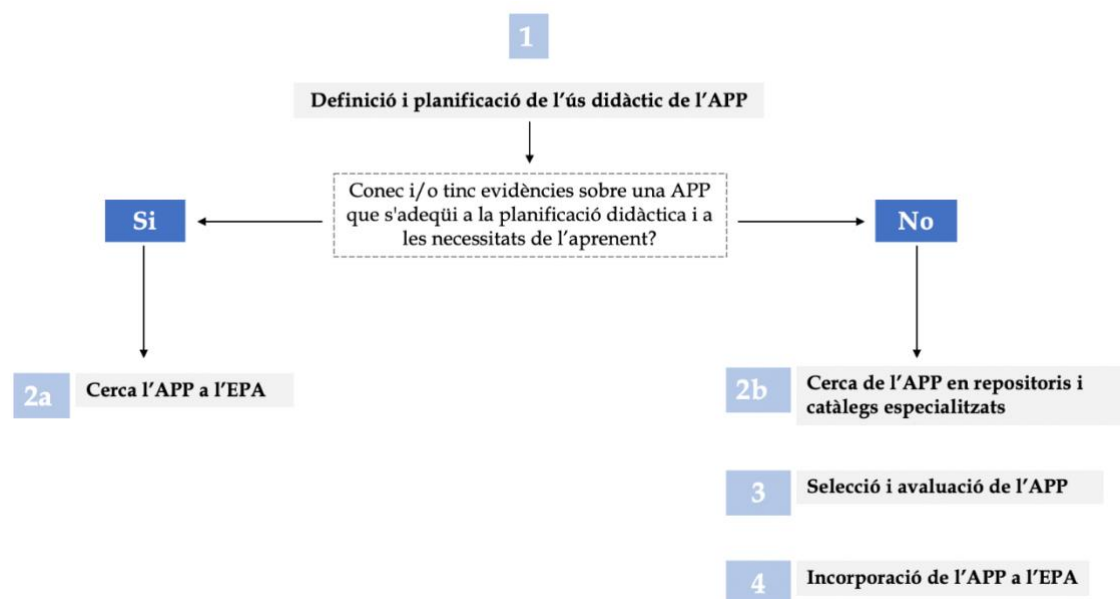 1
Definició i planificació de l’ús didàctic de l’APP
Conec i/o tinc evidències sobre una APP
que s'adeqüi a la planificació didàctica i a
les necessitats de l’aprenent?
Si
No
2a
Cerca l’APP a l’EPA
2b
Cerca de l’APP en repositoris i
catàlegs especialitzats
3
Selecció i avaluació de l’APP
4
Incorporació de l’APP a l’EPA